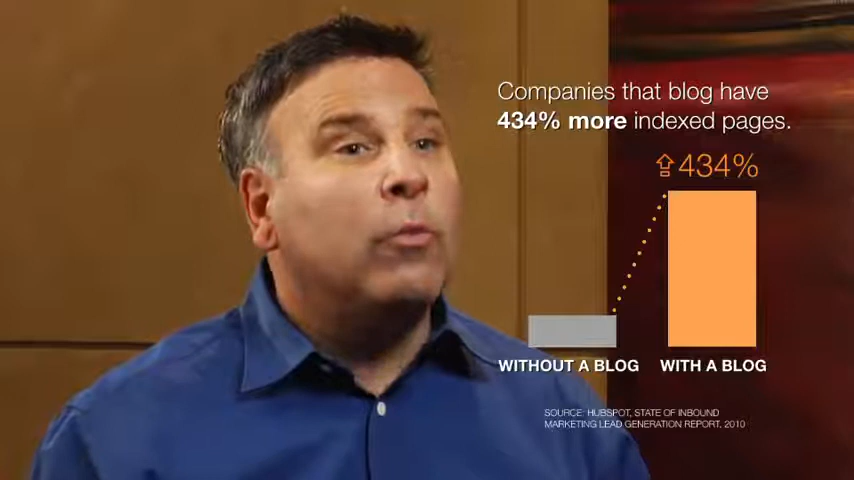 Companies that blog have
434% more indexed pages.
⇧434%
WITHOUT A BLOG WITH A BLOG
SOURCE: HUBSPOT, STATE OF INBOUND
MARKETING LEAD GENERATION REPORT, 2010